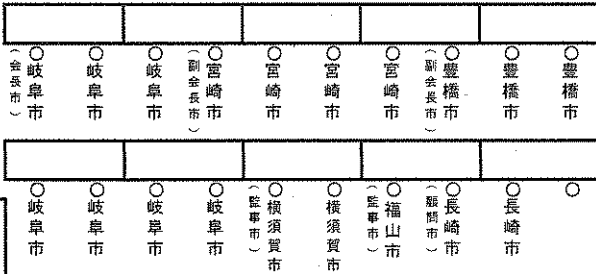 ○豊橋市
○豊橋市
○豊橋市
（副会長市）
○宮崎市
○宮崎市
○宮崎市
○宮崎市
（副会長市）
○岐阜市
○岐阜市
○岐阜市
（会長市）
○
○長崎市
○長崎市
（顧問市）
○福山市
（監事市）
○横須賀市
○横須賀市
（監事市）
○岐阜市
○岐阜市
○岐阜市
○岐阜市